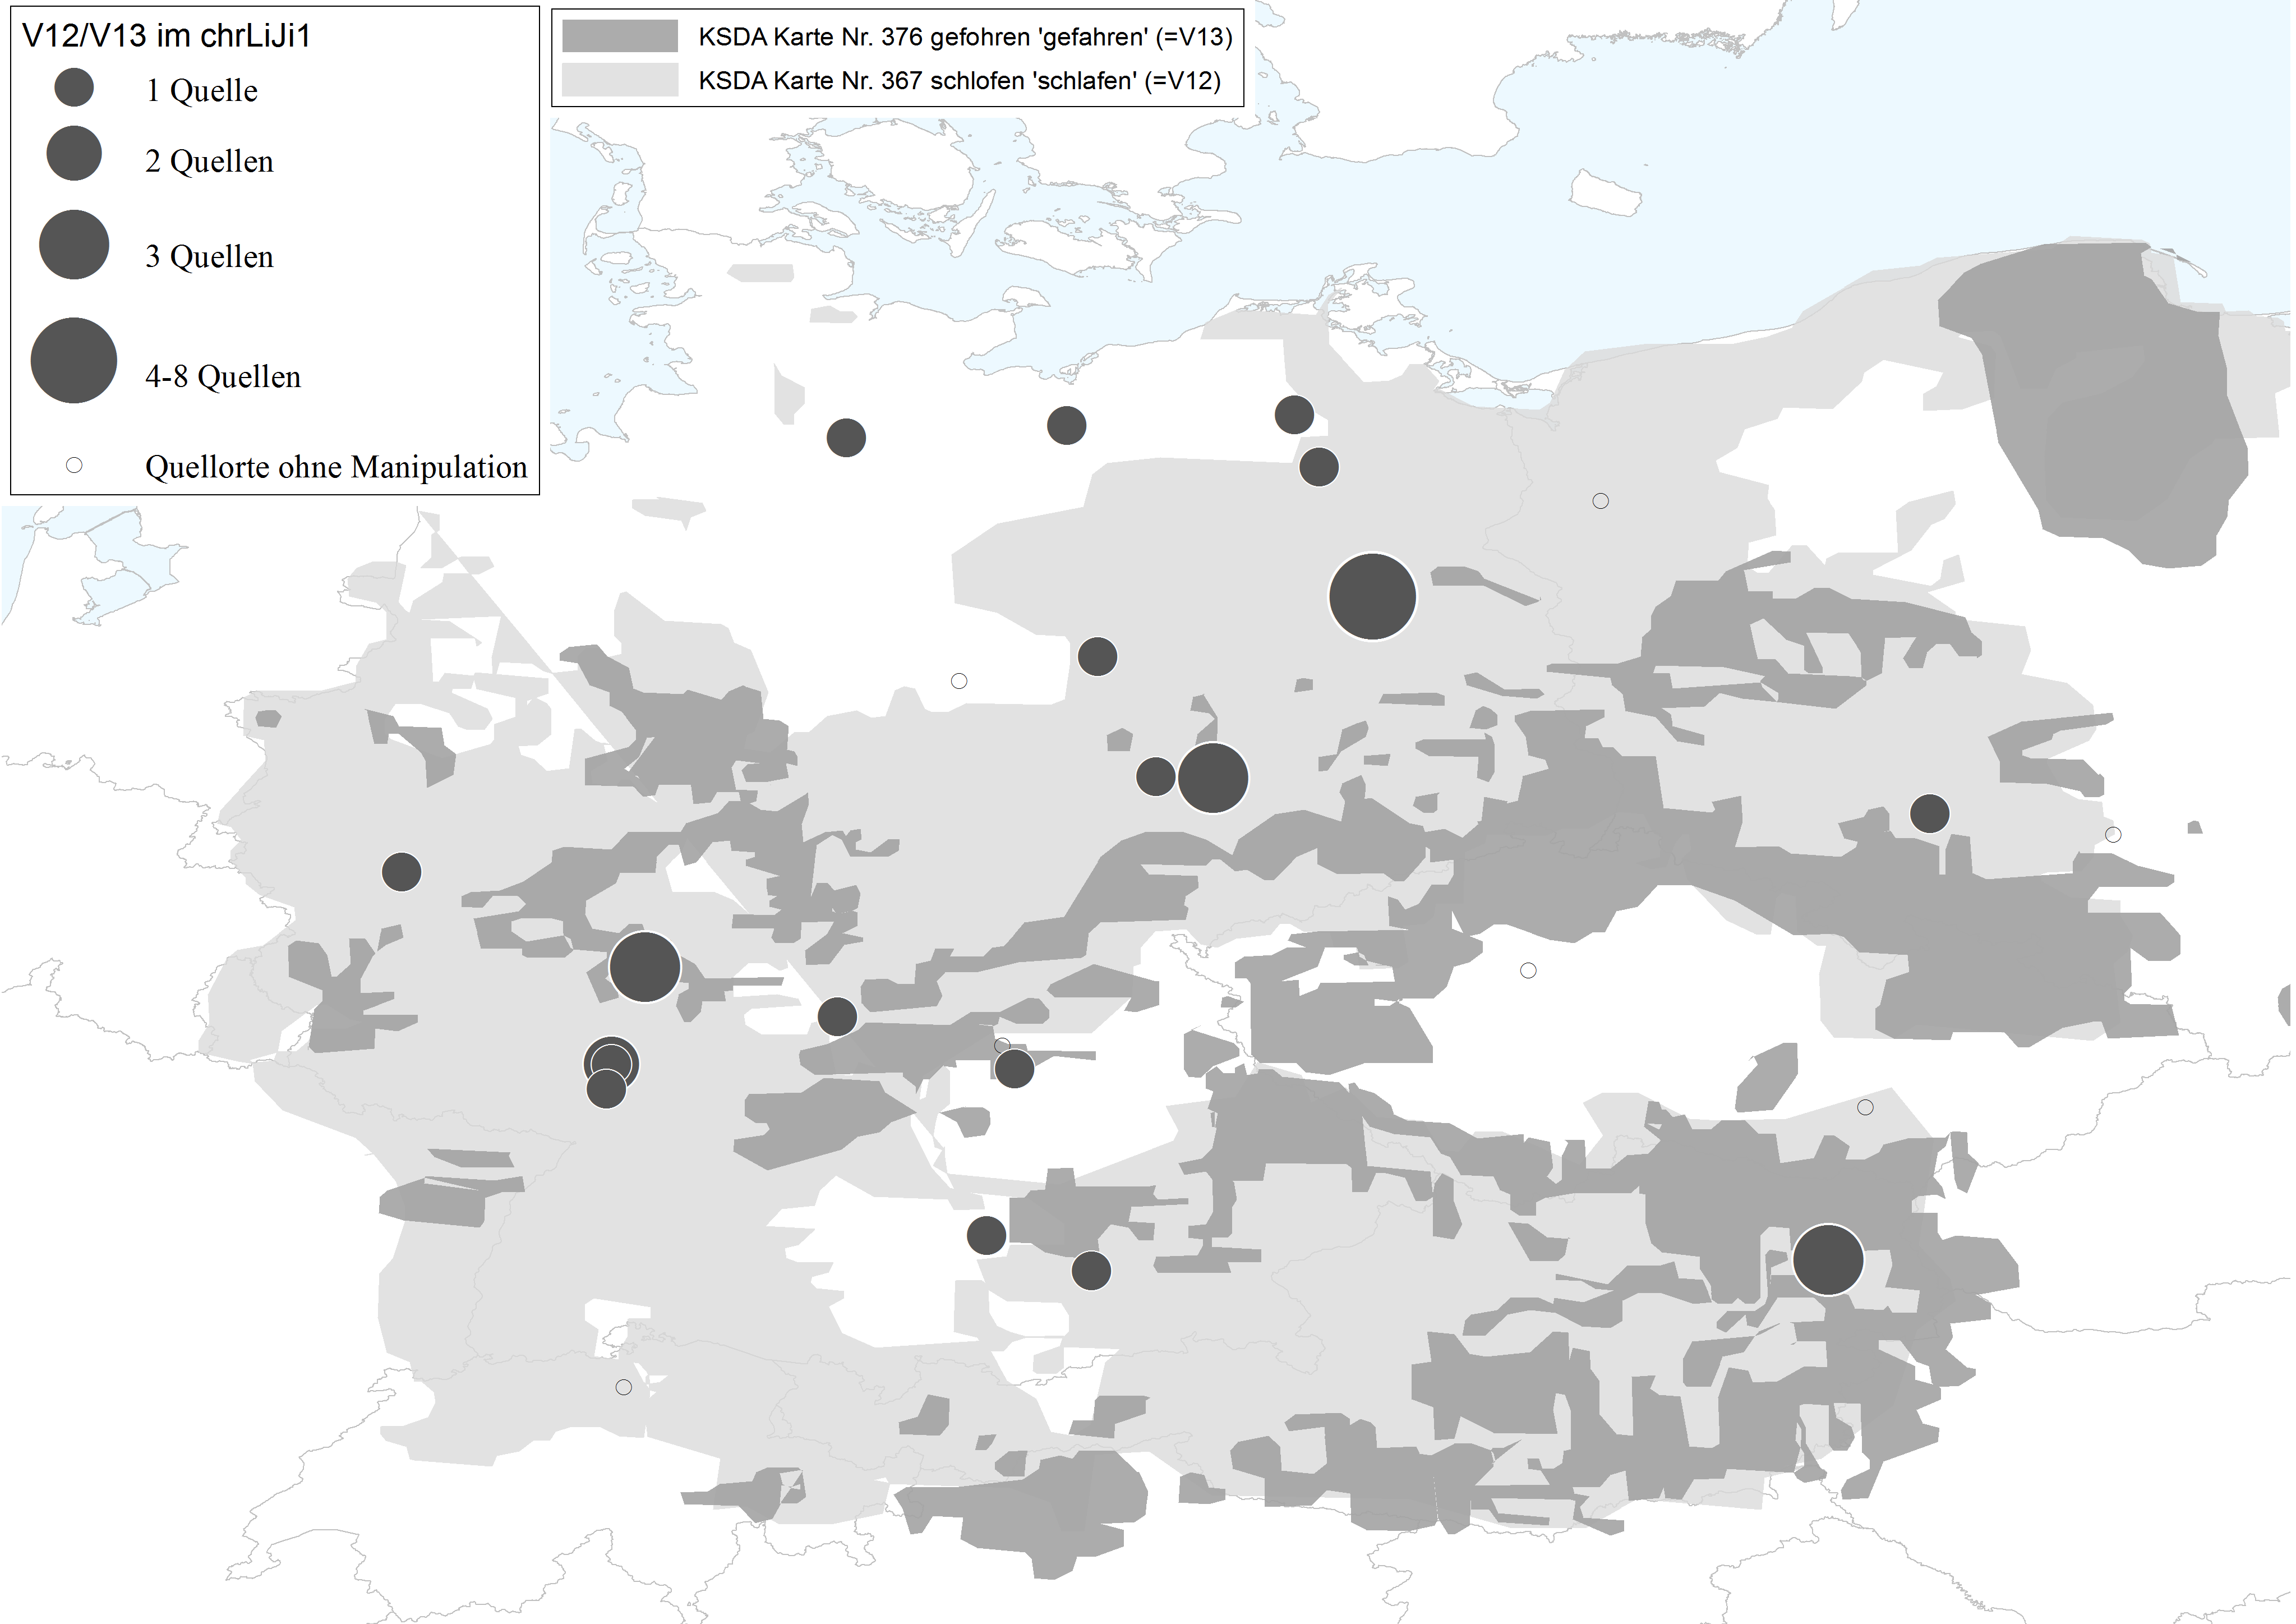 V12/V13 im chrLiJi1
1 Quelle
2 Quellen
3 Quellen
4-8 Quellen
Quellorte ohne Manipulation
KSDA Karte Nr. 376 gefohren 'gefahren' (=V13)
KSDA Karte Nr. 367 schlofen 'schlafen' (=V12)